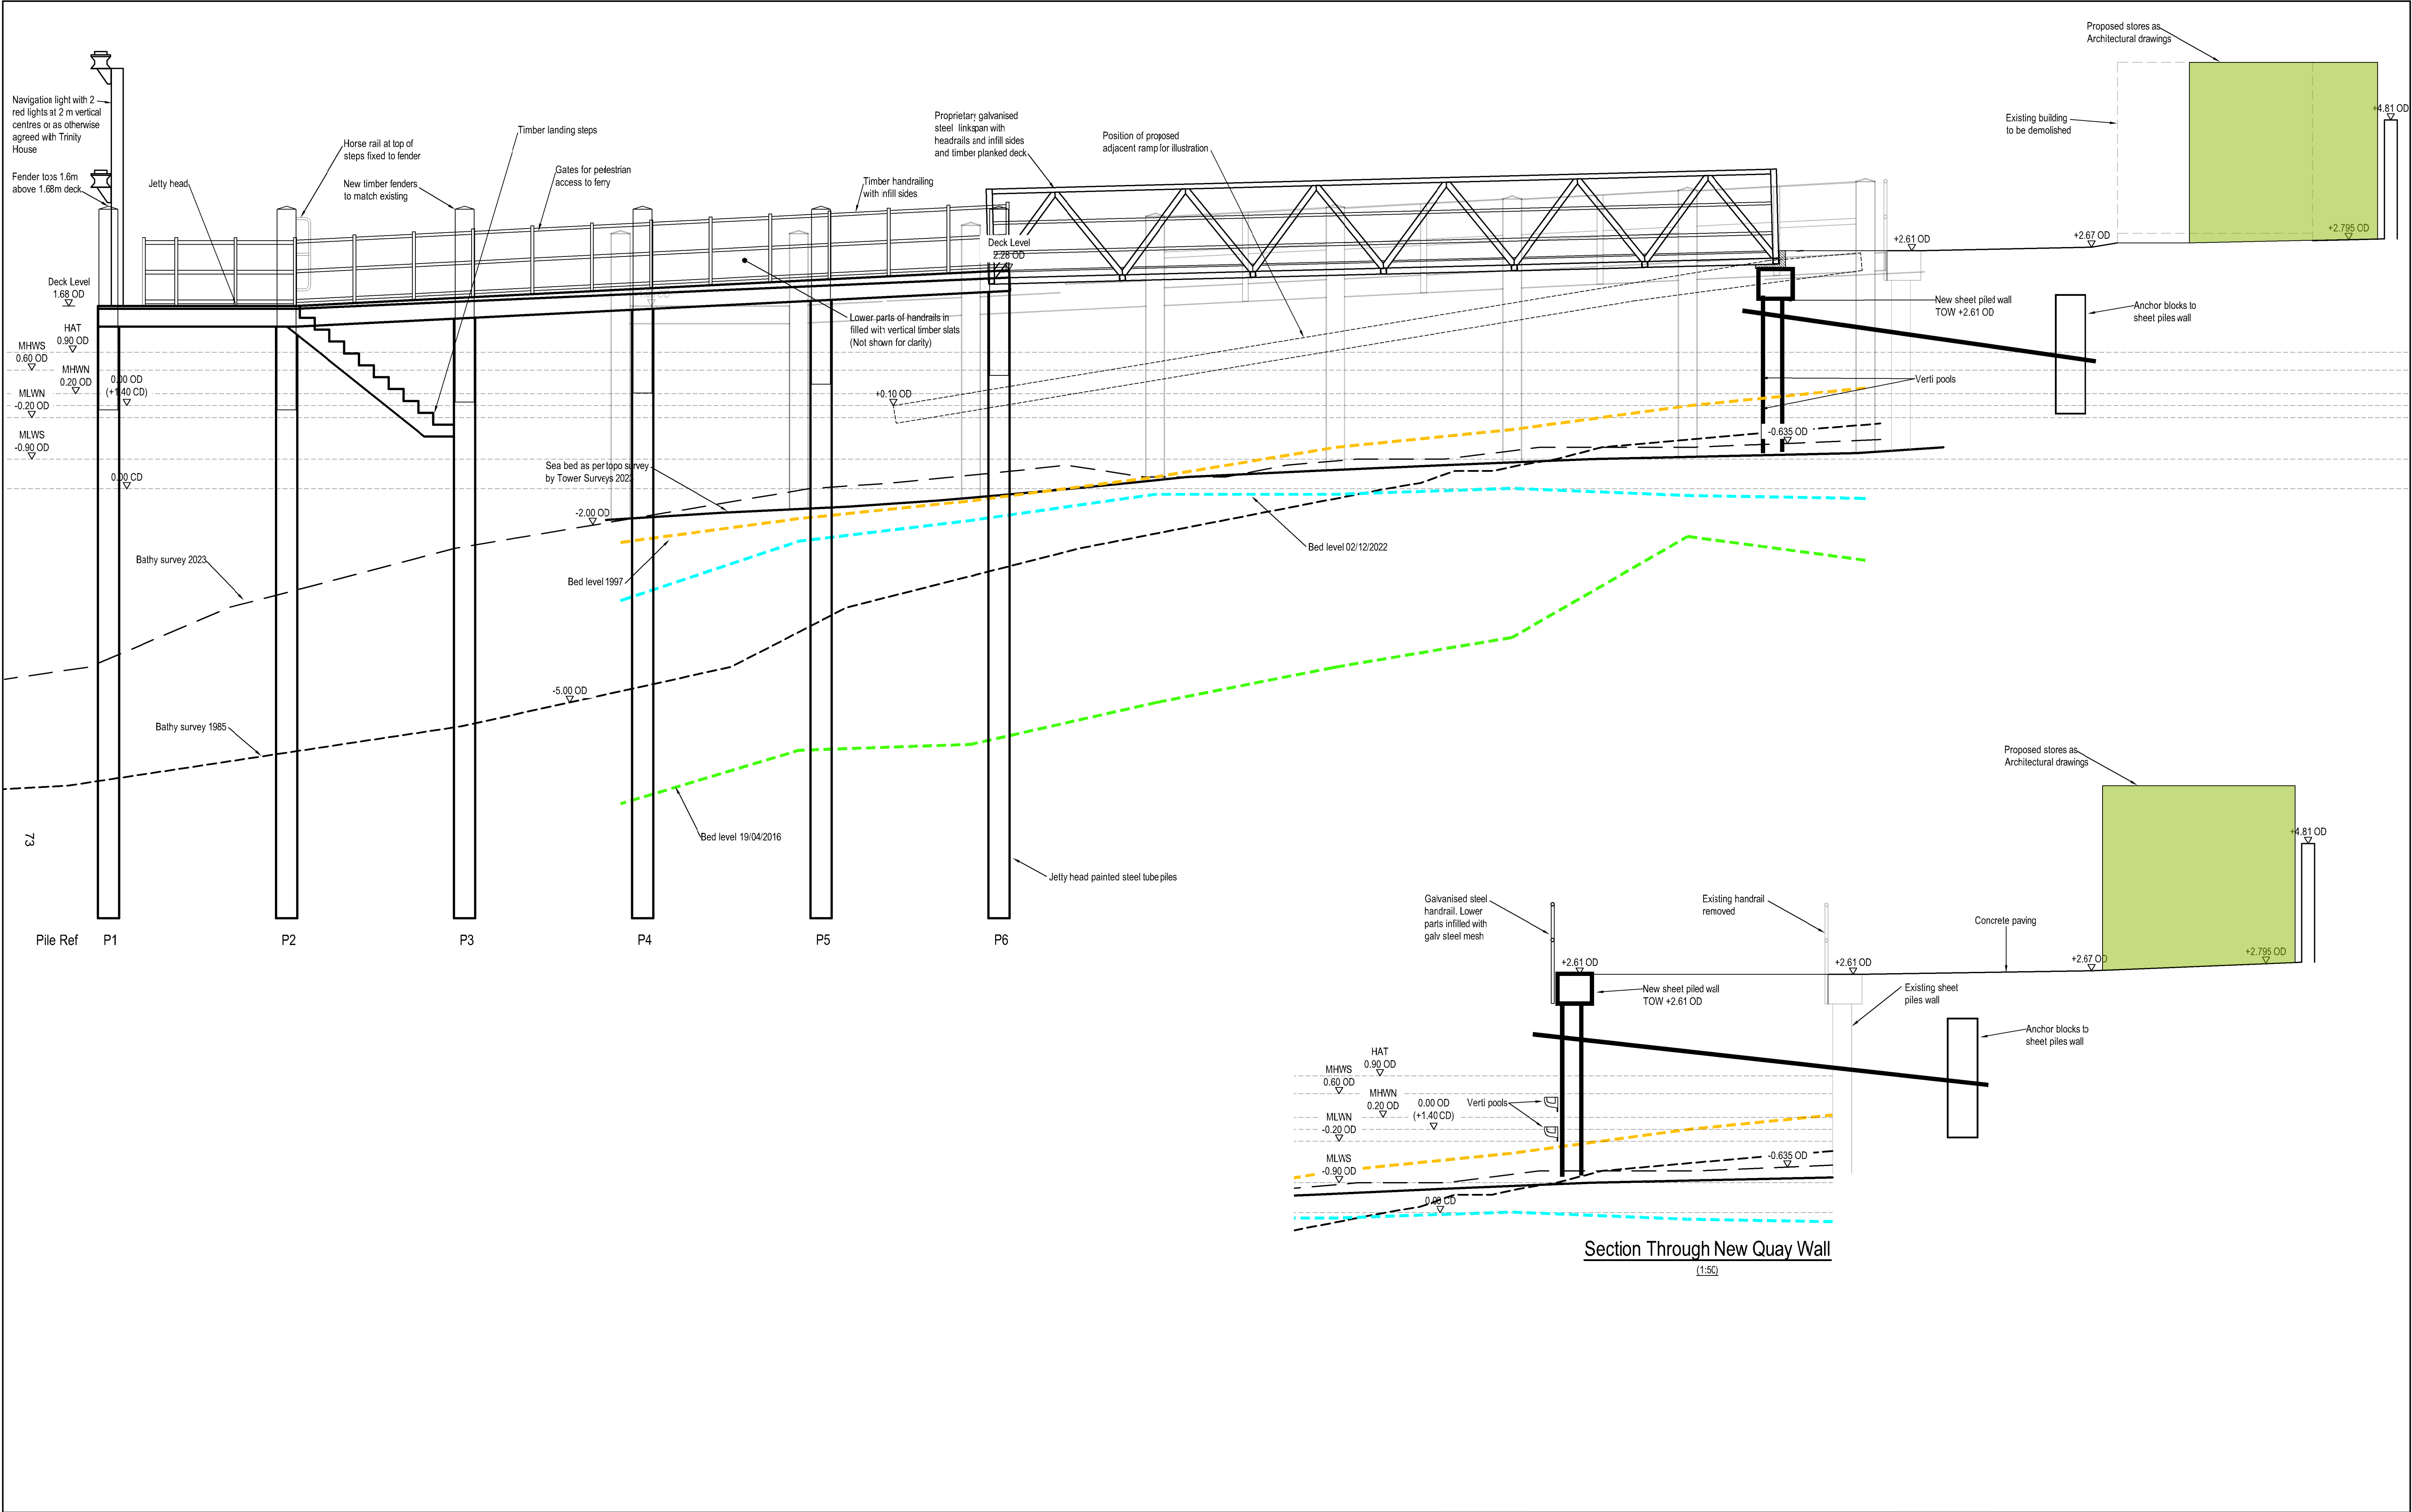 Proposed stores as
Architectural drawings
+4.81 OD
Navigation light with 2
red lights at 2 m vertical
centres or as otherwise
agreed with Trinity
House
Fender tops 1.6m
above 1.68m deck
Jetty head
Horse rail at top of
steps fixed to fender
New timber fenders
to match existing
Timber landing steps
Gates for pedestrian
access to ferry
Timber handrailing
with infill sides
Proprietary galvanised
steel linkspan with
headrails and infill sides
and timber planked deck
Position of proposed
adjacent ramp for illustration
Existing building
to be demolished
Deck Level
2.28 OD
+2.61 OD
+2.67 OD
+2.795 OD
Deck Level
1.68 OD
HAT
0.90 OD
MHWS
0.60 OD
MHWN
0.20 OD
0.00 OD
(+1.40 CD)
MLWN
-0.20 OD
MLWS
-0.90 OD
0.00 CD
Lower parts of handrails in
filled with vertical timber slats
(Not shown for clarity)
+0.10 OD
New sheet piled wall
TOW +2.61 OD
Anchor blocks to
sheet piles wall
Verti pools
-0.635 OD
Sea bed as per topo survey
by Tower Surveys 2023
-2.00 OD
Bathy survey 2023
Bed level 1997
Bed level 02/12/2022
-5.00 OD
Bathy survey 1985
Bed level 19/04/2016
Jetty head painted steel tube piles
73
Pile Ref
P1
P2
P3
P4
P5
P6
Proposed stores as
Architectural drawings
+4.81 OD
Galvanised steel
handrail. Lower
parts infilled with
galv steel mesh
Existing handrail
removed
Concrete paving
+2.61 OD
+2.61 OD
+2.67 OD
+2.795 OD
New sheet piled wall
TOW +2.61 OD
Existing sheet
piles wall
Anchor blocks to
sheet piles wall
HAT
0.90 OD
MHWS
0.60 OD
MHWN
0.20 OD
0.00 OD
(+1.40 CD)
Verti pools
MLWN
-0.20 OD
MLWS
-0.90 OD
-0.635 OD
0.00 CD
Section Through New Quay Wall
(1:50)